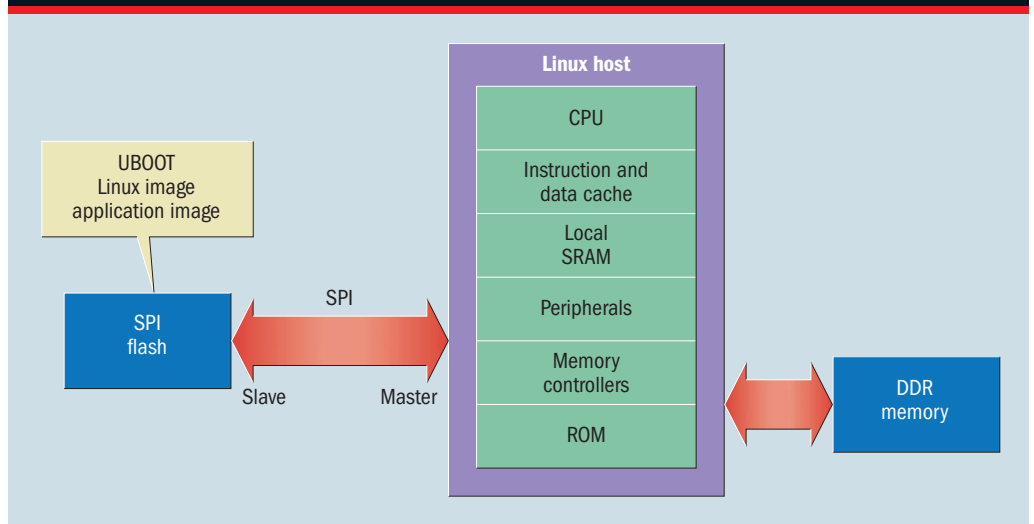 Linux host
CPU
Instruction and
data cache
Local
SRAM
Peripherals
Memory
controllers
ROM
UBOOT
Linux image
application image
SPI
flash
SPI
Slave
Master
DDR
memory